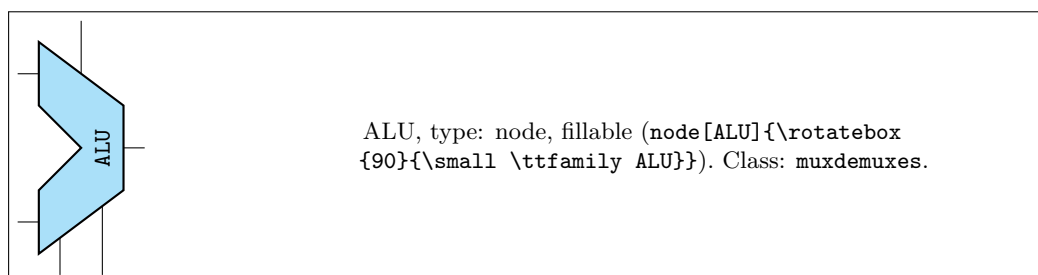 ALU
ALU, type: node, fillable (node[ALU]{\rotatebox
{90}{\small \ttfamily ALU}}). Class: muxdemuxes.